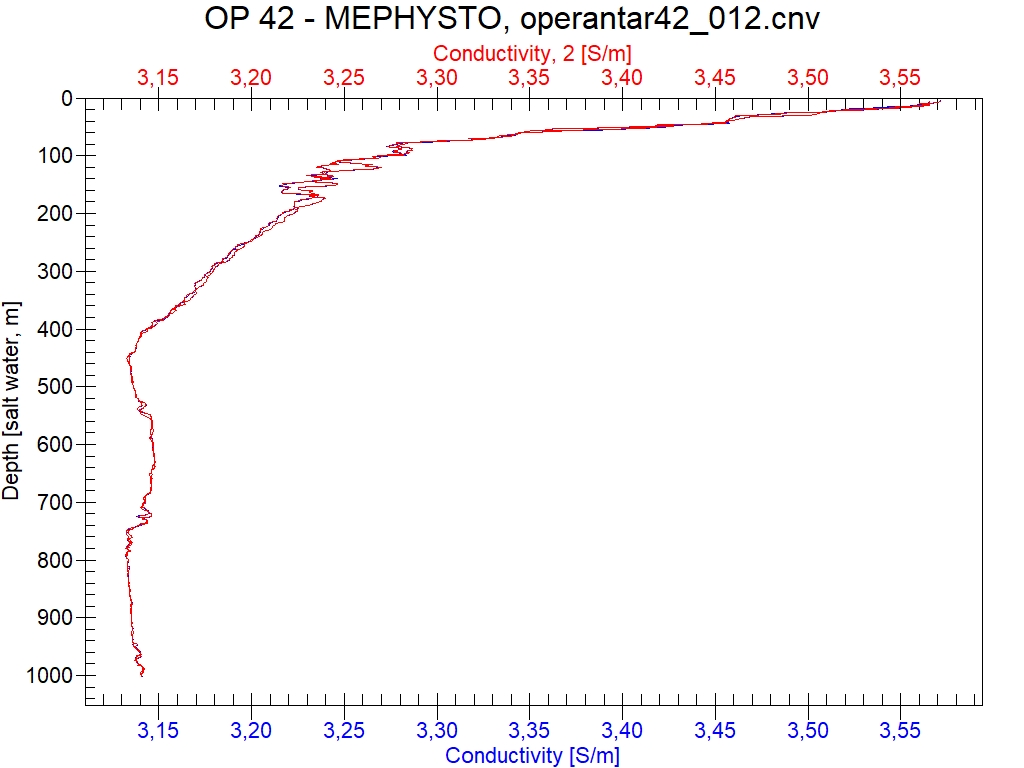 OP 42 - MEPHYSTO, operantar42_012.cnv
Conductivity, 2 [S/m]
3,15 3,20 3,25 3,30 3,35 3,40 3,45 3,50 3,55
0
100
200
300
400
500
600
700
800
900
1000
Depth [salt water, m]
3,15 3,20 3,25 3,30 3,35 3,40 3,45 3,50 3,55
Conductivity [S/m]